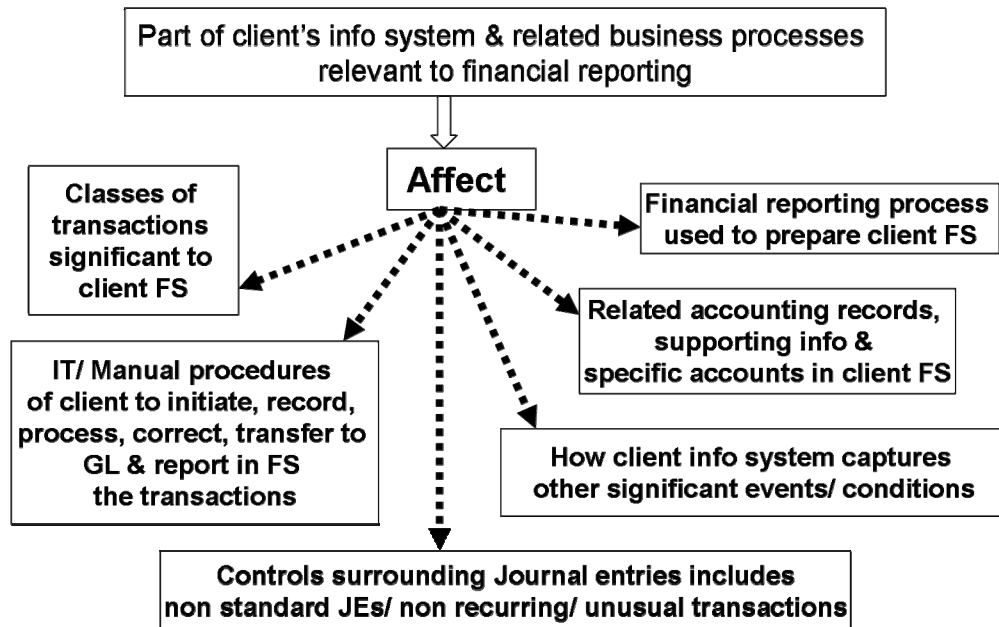 Part of client's info system & related business processes
relevant to financial reporting
Affect
Classes of
transactions
significant to
client FS
Financial reporting process
used to prepare client FS
Related accounting records,
supporting info &
specific accounts in client FS
IT/ Manual procedures
of client to initiate, record,
process, correct, transfer to
GL & report in FS
the transactions
How client info system captures
other significant events/ conditions
Controls surrounding Journal entries includes
non standard JEs/ non recurring/ unusual transactions